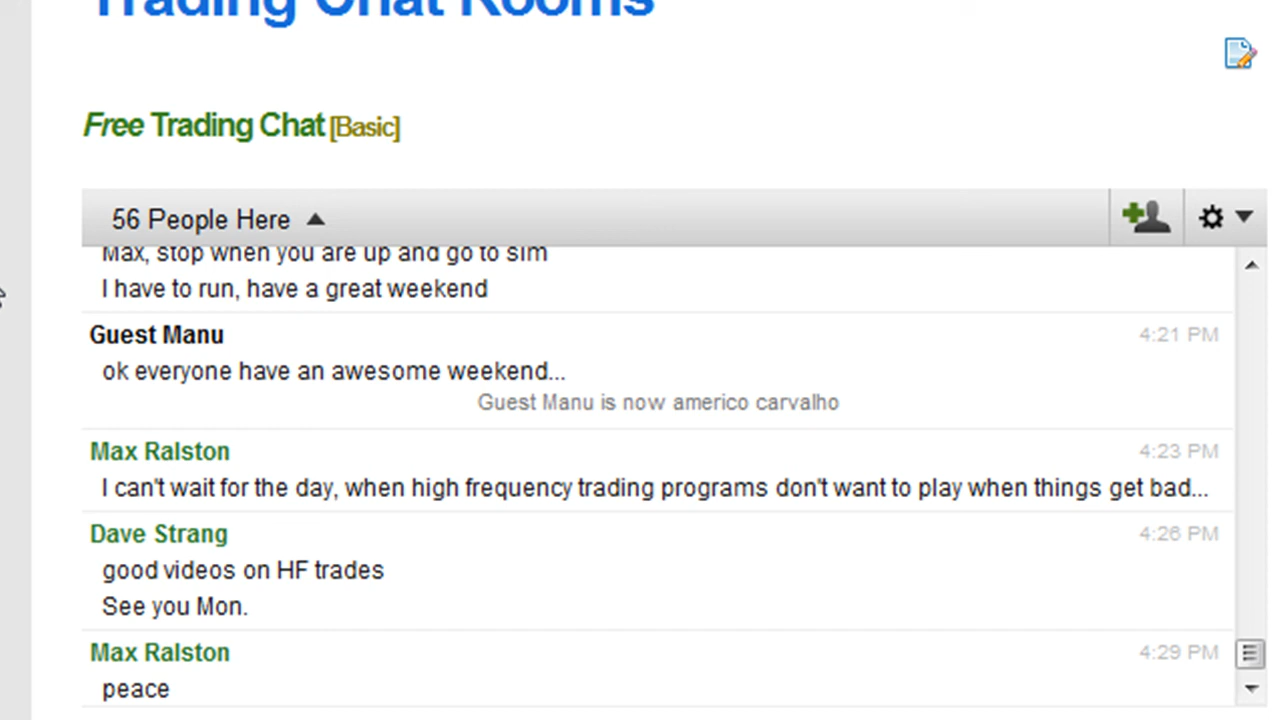 Trading Chat Rooms
Free Trading Chat [Basic]
56 People Here
Max, stop when you are up and go to sim
I have to run, have a great weekend
Guest Manu 4:21 PM
ok everyone have an awesome weekend...
Guest Manu is now americo carvalho
Max Ralston 4:23 PM
I can't wait for the day, when high frequency trading programs don't want to play when things get bad...
Dave Strang 4:26 PM
good videos on HF trades
See you Mon.
Max Ralston 4:29 PM
peace